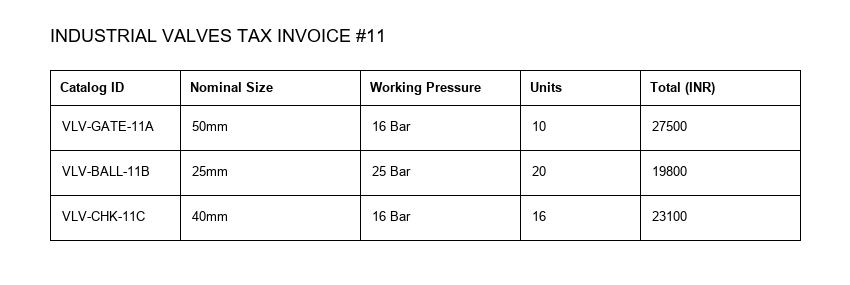 INDUSTRIAL VALVES TAX INVOICE #11
Catalog ID Nominal Size Working Pressure Units Total (INR)
VLV-GATE-11A 50mm 16 Bar 10 27500
VLV-BALL-11B 25mm 25 Bar 20 19800
VLV-CHK-11C 40mm 16 Bar 16 23100